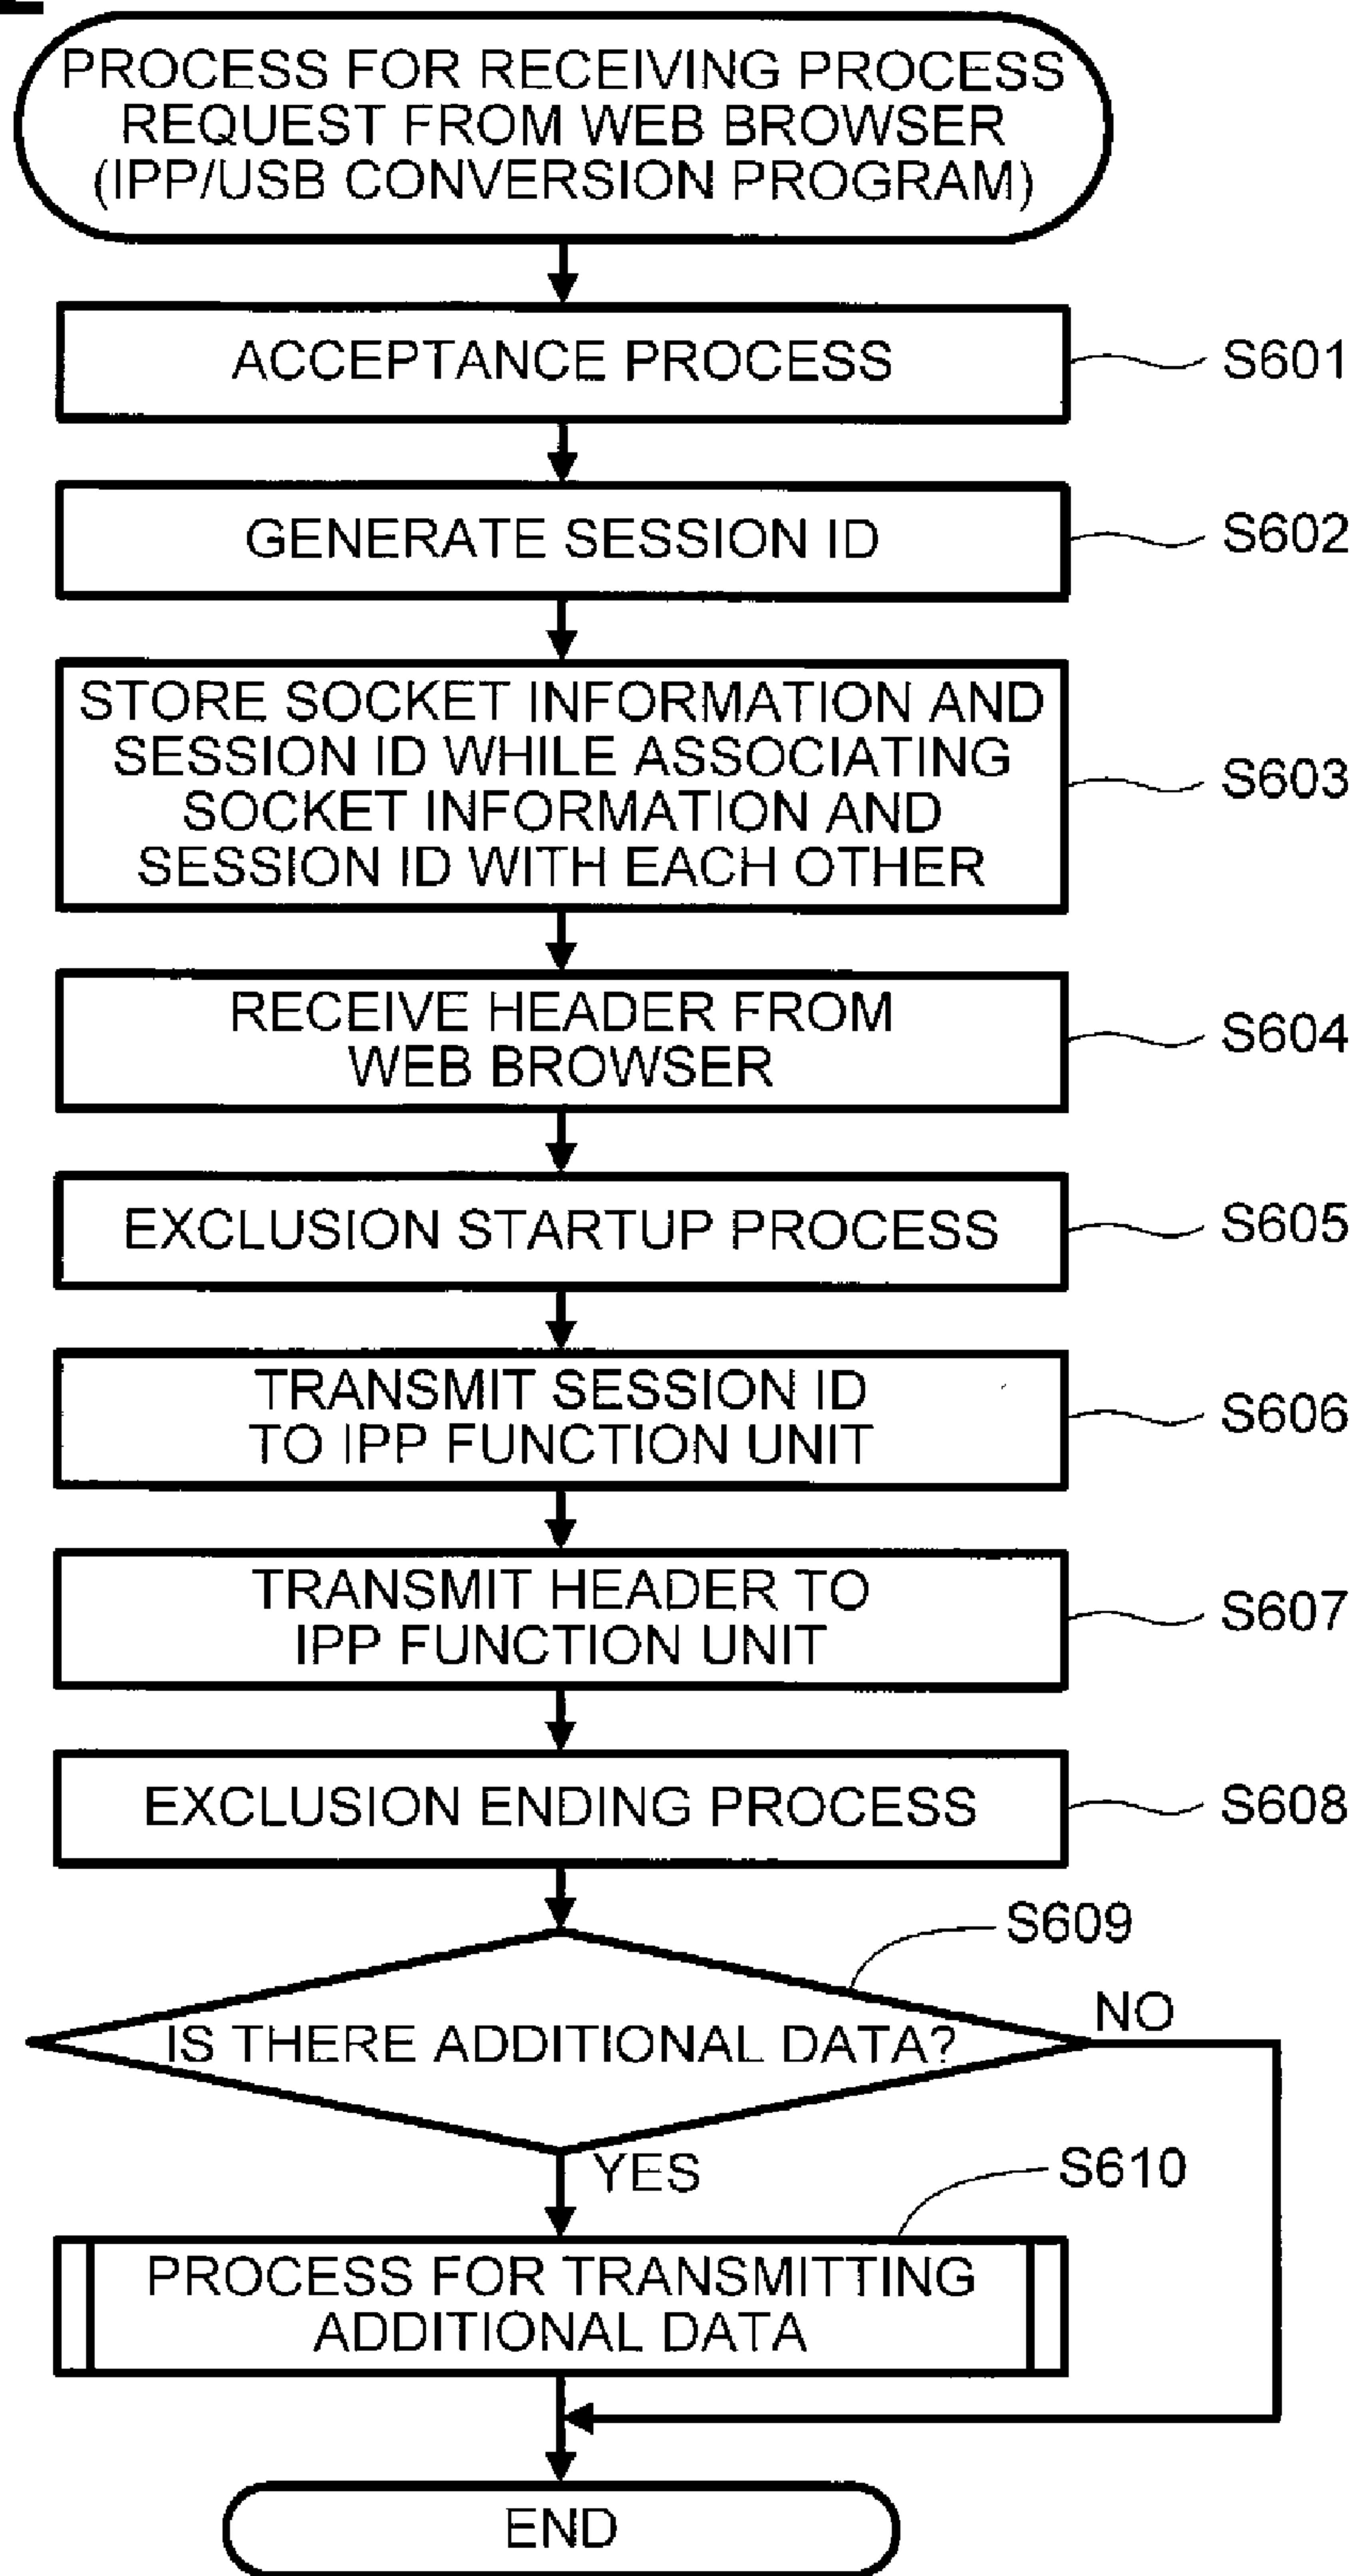 PROCESS FOR RECEIVING PROCESS
REQUEST FROM WEB BROWSER
(IPP/USB CONVERSION PROGRAM)
ACCEPTANCE PROCESS
S601
GENERATE SESSION ID
S602
STORE SOCKET INFORMATION AND
SESSION ID WHILE ASSOCIATING
SOCKET INFORMATION AND
SESSION ID WITH EACH OTHER
S603
RECEIVE HEADER FROM
WEB BROWSER
S604
EXCLUSION STARTUP PROCESS
S605
TRANSMIT SESSION ID
TO IPP FUNCTION UNIT
S606
TRANSMIT HEADER TO
IPP FUNCTION UNIT
S607
EXCLUSION ENDING PROCESS
S608
S609
IS THERE ADDITIONAL DATA?
NO
YES
S610
PROCESS FOR TRANSMITTING
ADDITIONAL DATA
END